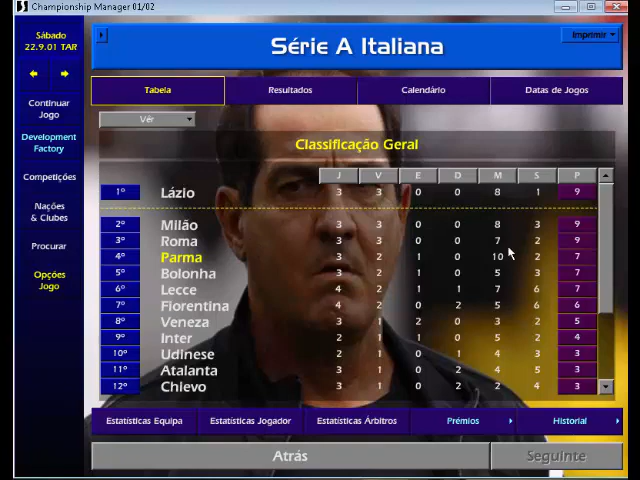 Championship Manager 01/02
Sábado
22.9.01 TAR
Continuar
Jogo
Development
Factory
Competições
Nações
& Clubes
Procurar
Opções
Jogo
Série A Italiana
Imprimir
Tabela Resultados Calendário Datas de Jogos
Vêr
Classificação Geral
J V E D M S P
1º Lázio 3 3 0 0 8 1 9
2º Milão 3 3 0 0 8 3 9
3º Roma 3 3 0 0 7 2 9
4º Parma 3 2 1 0 10 2 7
5º Bolonha 3 2 1 0 5 3 7
6º Lecce 4 2 1 1 7 6 7
7º Fiorentina 4 2 0 2 5 6 6
8º Veneza 3 1 2 0 3 2 5
9º Inter 2 1 1 0 5 2 4
10º Udinese 2 1 0 1 4 3 3
11º Atalanta 3 1 0 2 4 5 3
12º Chievo 3 1 0 2 2 4 3
Estatísticas Equipa Estatísticas Jogador Estatísticas Árbitros Prémios Historial
Atrás Seguinte